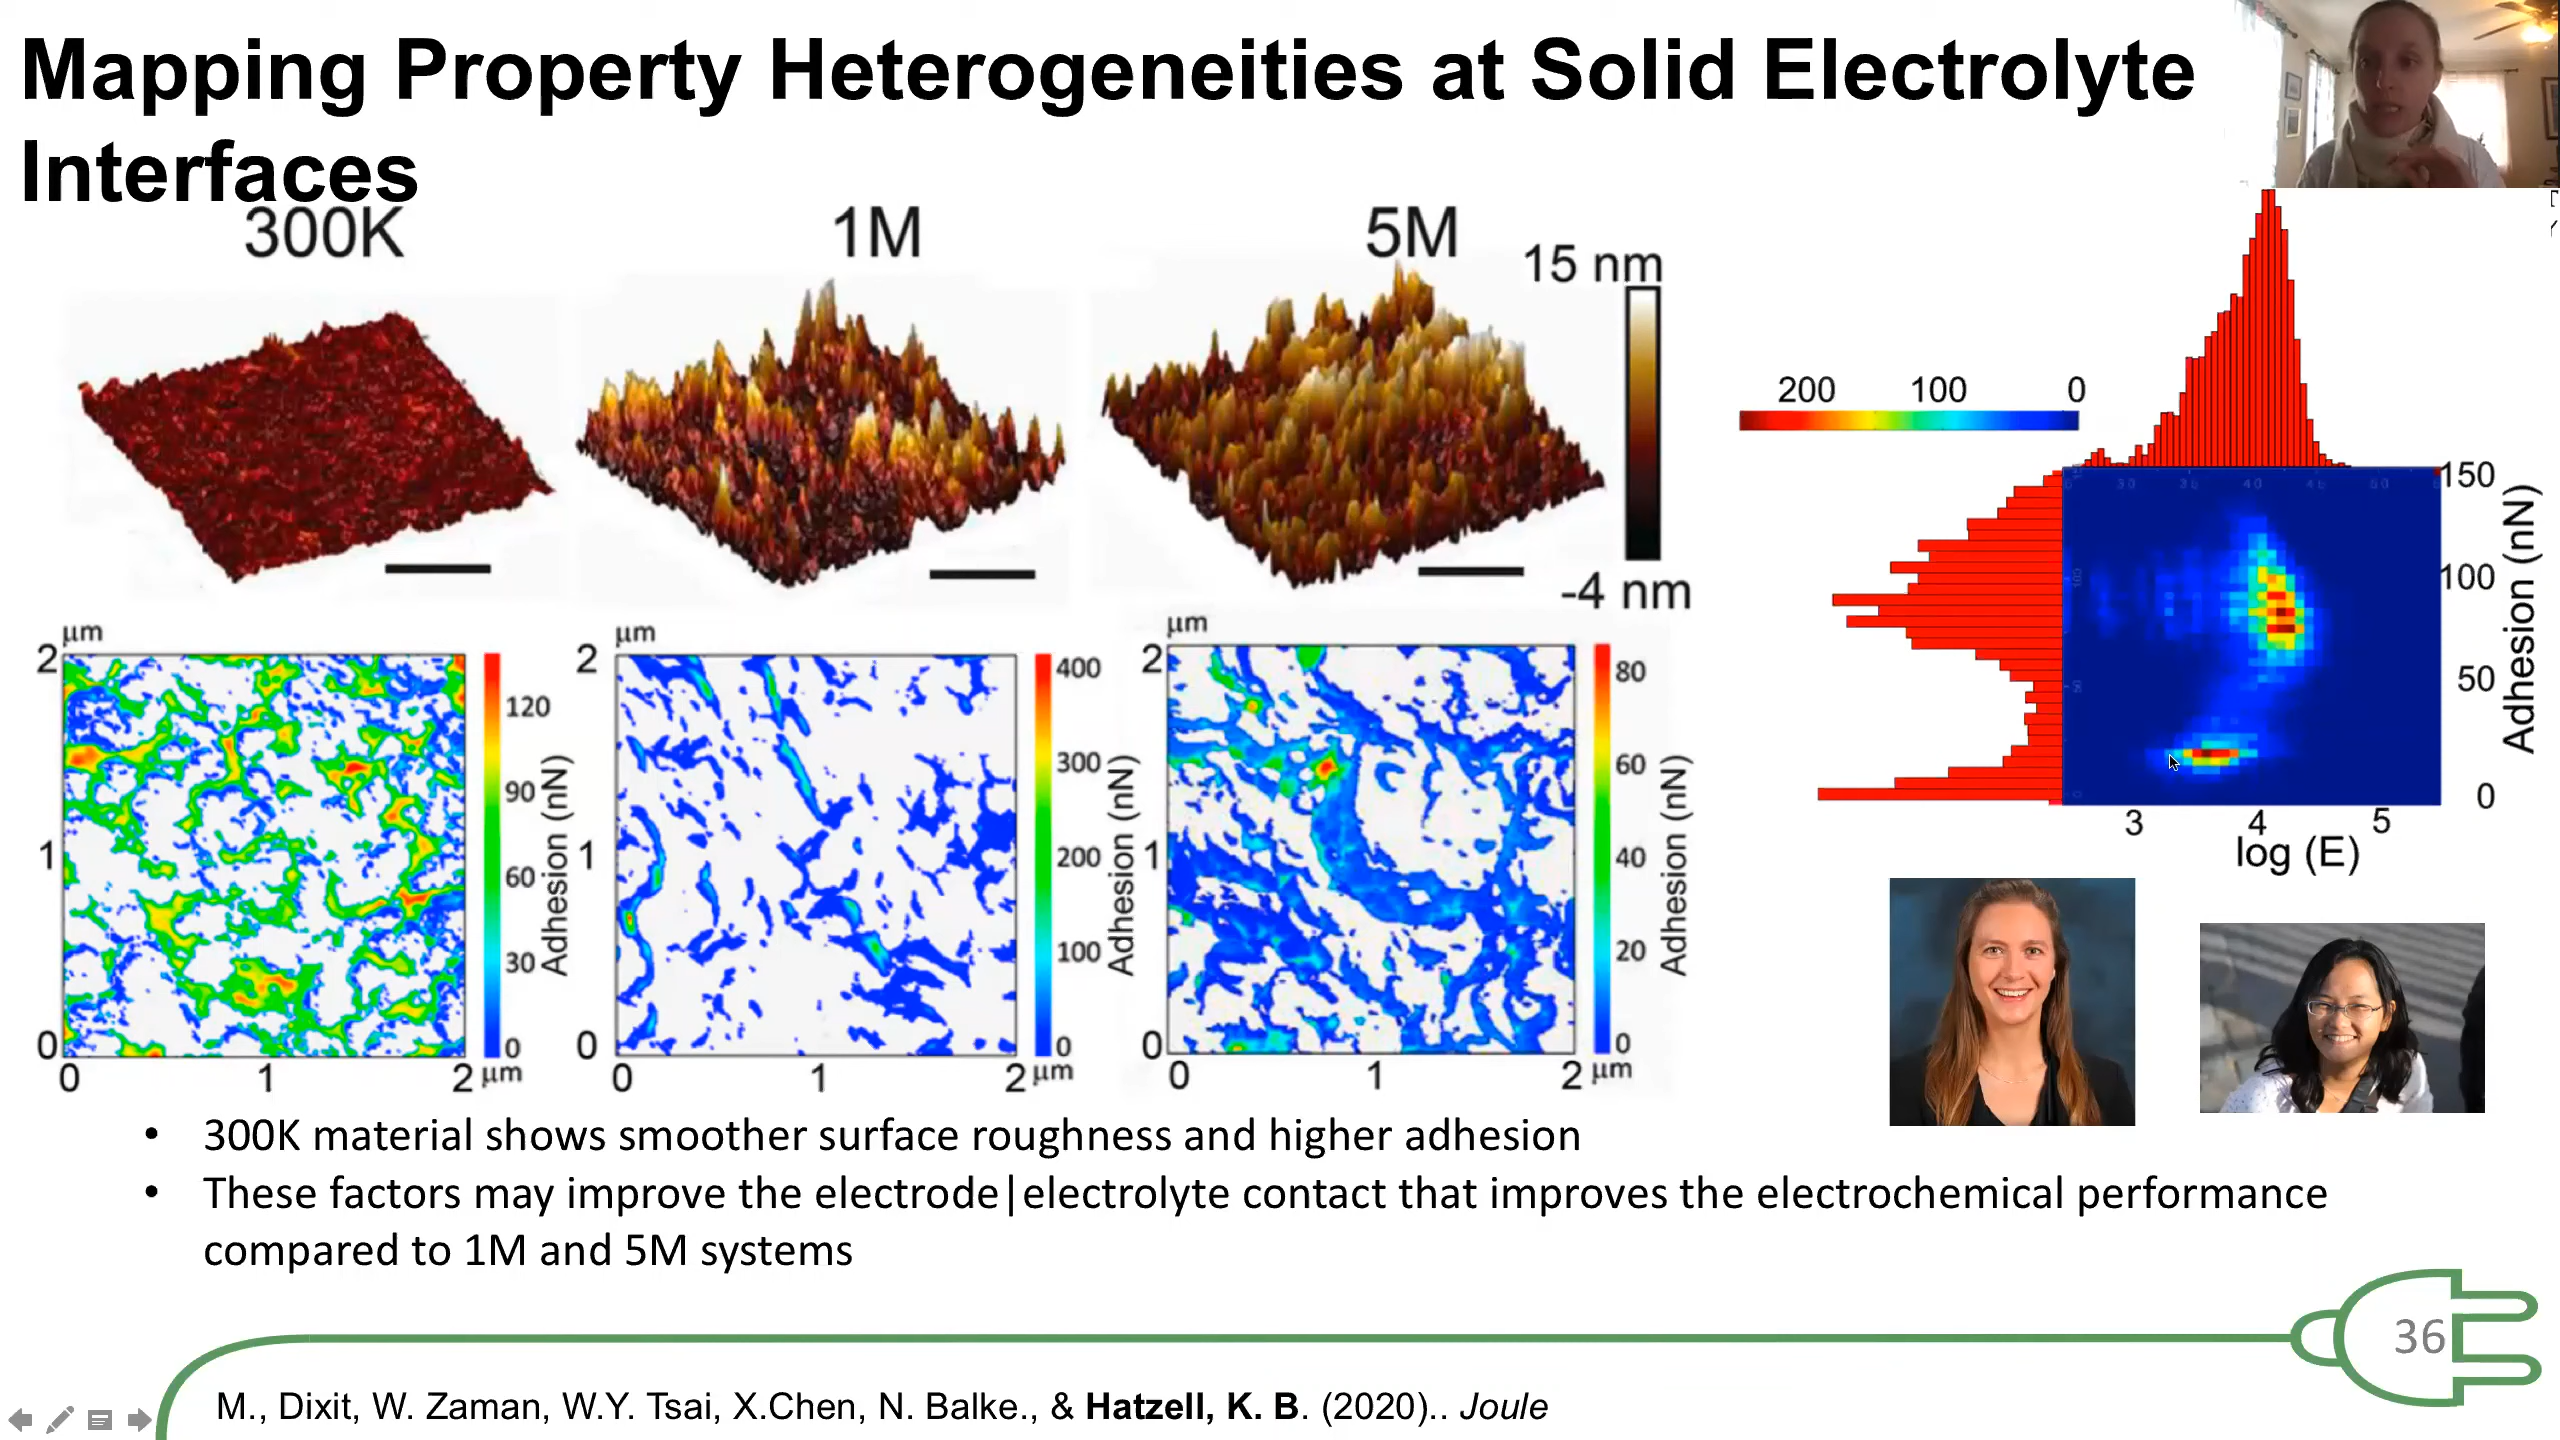 Mapping Property Heterogeneities at Solid Electrolyte
Interfaces
300K
1M
5M
15 nm
-4 nm
200 100 0
150
100
50
0
Adhesion (nN)
3 4 5
log (E)
μm
2
1
0
0 1 2 μm
120
90
60
30
0
Adhesion (nN)
μm
2
1
0
0 1 2 μm
400
300
200
100
0
Adhesion (nN)
μm
2
1
0
0 1 2 μm
80
60
40
20
0
Adhesion (nN)
• 300K material shows smoother surface roughness and higher adhesion
• These factors may improve the electrode|electrolyte contact that improves the electrochemical performance
compared to 1M and 5M systems
36
M., Dixit, W. Zaman, W.Y. Tsai, X.Chen, N. Balke., & Hatzell, K. B. (2020).. Joule